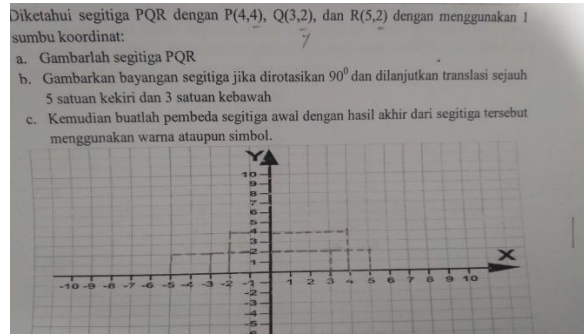 Diketahui segitiga PQR dengan P(4,4), Q(3,2), dan R(5,2) dengan menggunakan 1
sumbu koordinat:
a. Gambarlah segitiga PQR
b. Gambarkan bayangan segitiga jika dirotasikan 90⁰ dan dilanjutkan translasi sejauh
5 satuan kekiri dan 3 satuan kebawah
c. Kemudian buatlah pembeda segitiga awal dengan hasil akhir dari segitiga tersebut
menggunakan warna ataupun simbol.
Y
10
9
8
7
6
5
4
3
2
1
X
-10 -9 -8 -7 -6 -5 -4 -3 -2 -1 1 2 3 4 5 6 7 8 9 10
-2
-3
-4
-5